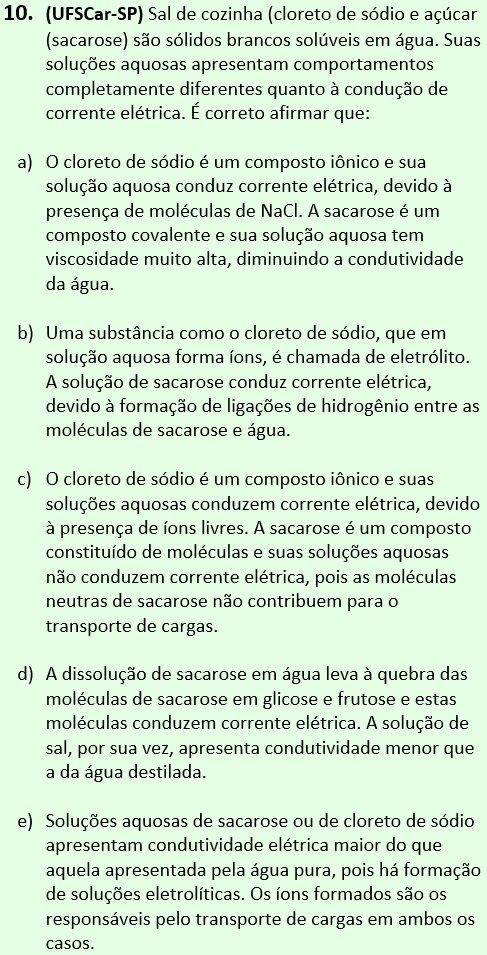 10. (UFSCar-SP) Sal de cozinha (cloreto de sódio e açúcar
(sacarose) são sólidos brancos solúveis em água. Suas
soluções aquosas apresentam comportamentos
completamente diferentes quanto à condução de
corrente elétrica. É correto afirmar que:
a) O cloreto de sódio é um composto iônico e sua
solução aquosa conduz corrente elétrica, devido à
presença de moléculas de NaCl. A sacarose é um
composto covalente e sua solução aquosa tem
viscosidade muito alta, diminuindo a condutividade
da água.
b) Uma substância como o cloreto de sódio, que em
solução aquosa forma íons, é chamada de eletrólito.
A solução de sacarose conduz corrente elétrica,
devido à formação de ligações de hidrogênio entre as
moléculas de sacarose e água.
c) O cloreto de sódio é um composto iônico e suas
soluções aquosas conduzem corrente elétrica, devido
à presença de íons livres. A sacarose é um composto
constituído de moléculas e suas soluções aquosas
não conduzem corrente elétrica, pois as moléculas
neutras de sacarose não contribuem para o
transporte de cargas.
d) A dissolução de sacarose em água leva à quebra das
moléculas de sacarose em glicose e frutose e estas
moléculas conduzem corrente elétrica. A solução de
sal, por sua vez, apresenta condutividade menor que
a da água destilada.
e) Soluções aquosas de sacarose ou de cloreto de sódio
apresentam condutividade elétrica maior do que
aquela apresentada pela água pura, pois há formação
de soluções eletrolíticas. Os íons formados são os
responsáveis pelo transporte de cargas em ambos os
casos.